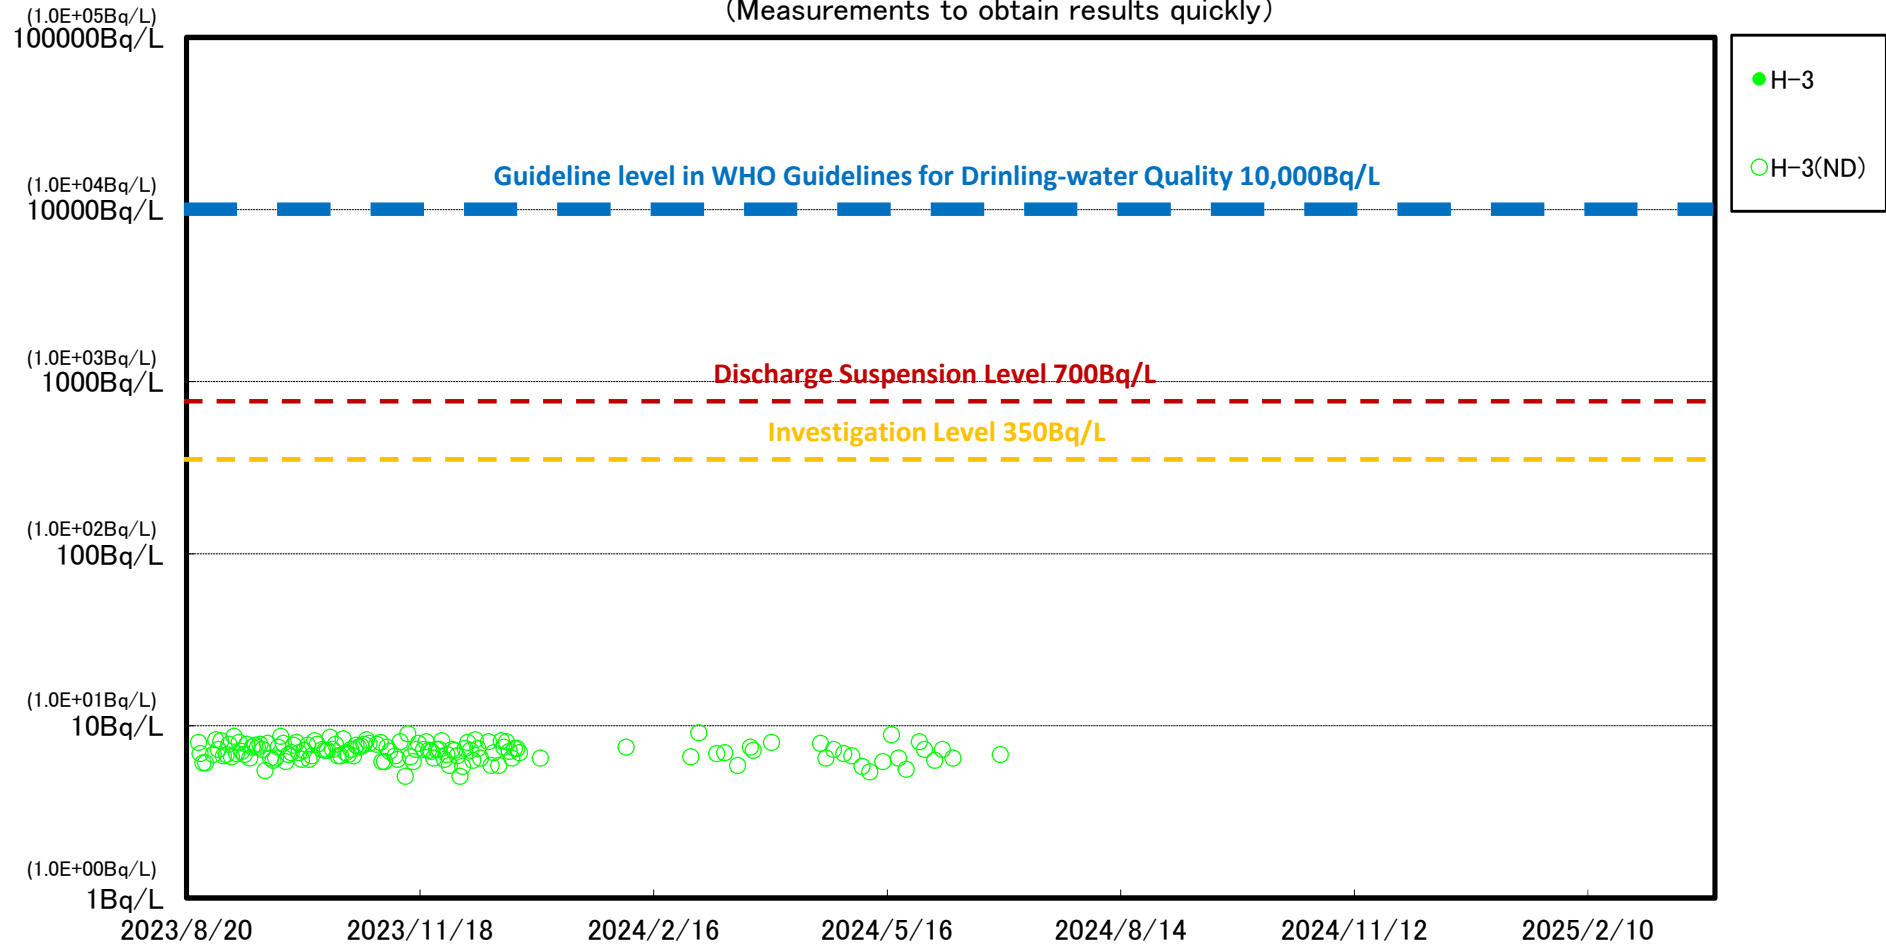 (Measurements to obtain results quickly)
(1.0E+05Bq/L)
100000Bq/L
H-3
H-3(ND)
Guideline level in WHO Guidelines for Drinling-water Quality 10,000Bq/L
(1.0E+04Bq/L)
10000Bq/L
(1.0E+03Bq/L)
1000Bq/L
Discharge Suspension Level 700Bq/L
Investigation Level 350Bq/L
(1.0E+02Bq/L)
100Bq/L
(1.0E+01Bq/L)
10Bq/L
(1.0E+00Bq/L)
1Bq/L
2023/8/20 2023/11/18 2024/2/16 2024/5/16 2024/8/14 2024/11/12 2025/2/10